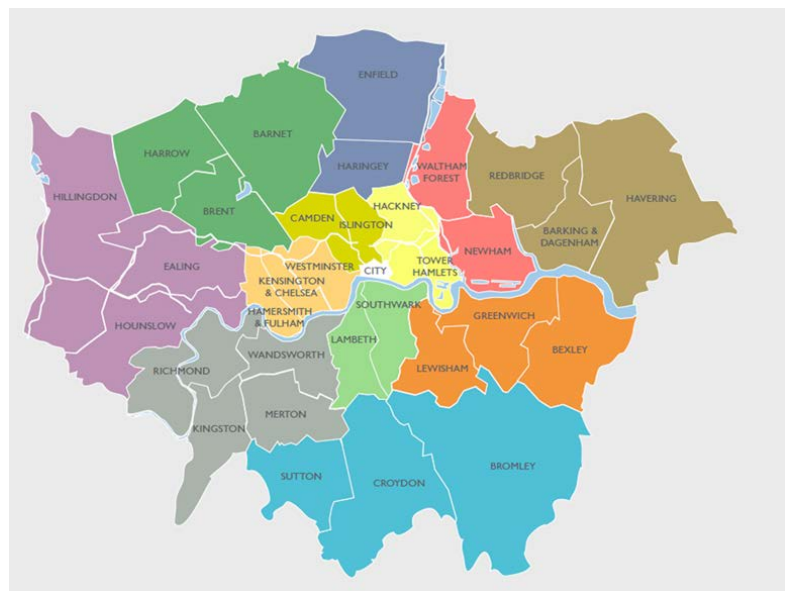 ENFIELD
BARNET
HARROW
HARINGEY
WALTHAM
FOREST
REDBRIDGE
HAVERING
HILLINGDON
BRENT
CAMDEN
ISLINGTON
HACKNEY
BARKING &
DAGENHAM
NEWHAM
EALING
WESTMINSTER
CITY
TOWER
HAMLETS
KENSINGTON
& CHELSEA
SOUTHWARK
HAMERSMITH
& FULHAM
HOUNSLOW
GREENWICH
LAMBETH
BEXLEY
WANDSWORTH
RICHMOND
LEWISHAM
MERTON
KINGSTON
BROMLEY
SUTTON
CROYDON